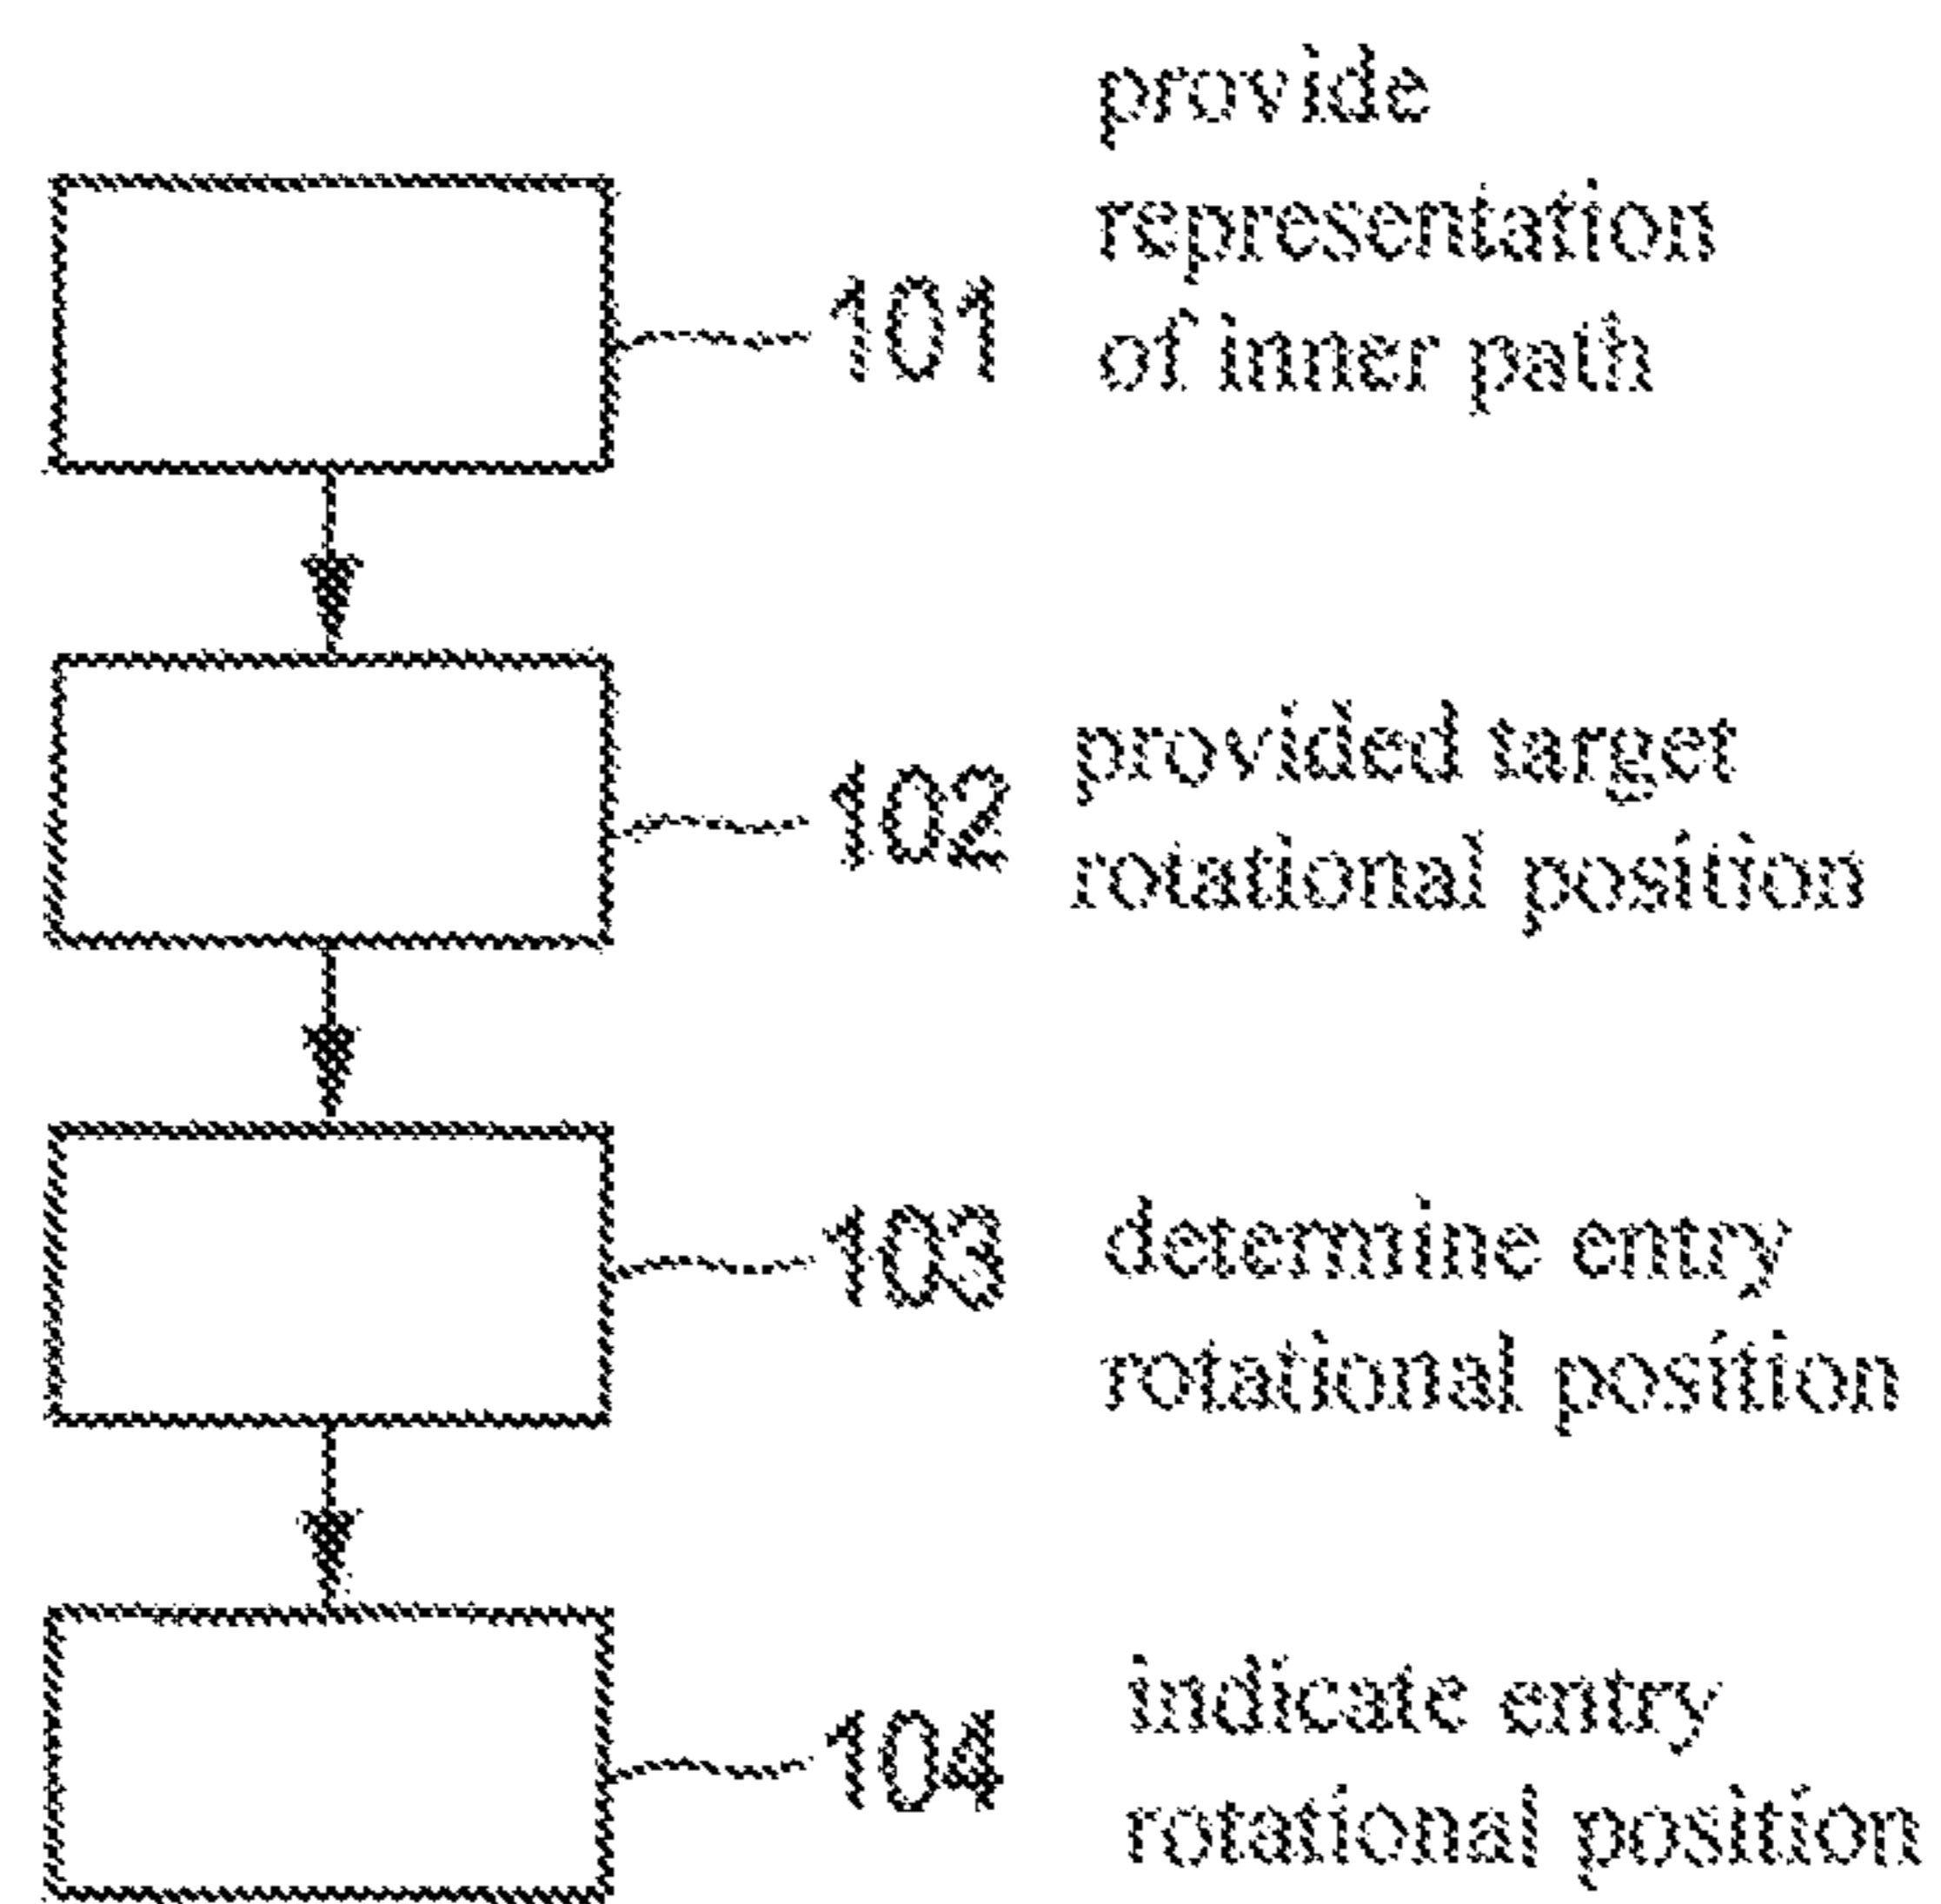 provide
representation
101 of inner path
provided target
102 rotational position
103 determine entry
rotational position
indicate entry
104 rotational position